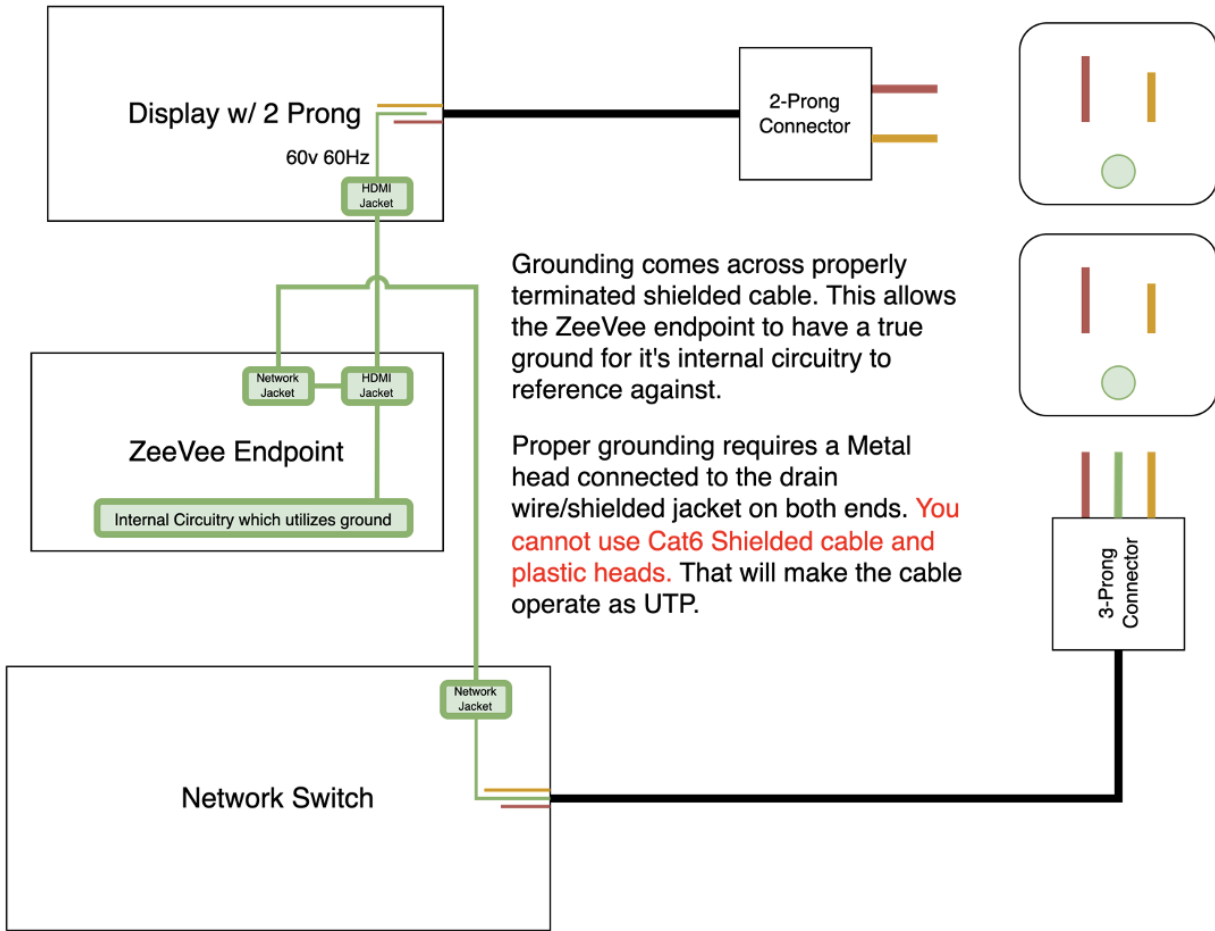 Display w/ 2 Prong
60v 60Hz
HDMI
Jacket
2-Prong
Connector
Grounding comes across properly
terminated shielded cable. This allows
the ZeeVee endpoint to have a true
ground for it's internal circuitry to
reference against.
Proper grounding requires a Metal
head connected to the drain
wire/shielded jacket on both ends. You
cannot use Cat6 Shielded cable and
plastic heads. That will make the cable
operate as UTP.
Network
Jacket
HDMI
Jacket
ZeeVee Endpoint
Internal Circuitry which utilizes ground
3-Prong
Connector
Network
Jacket
Network Switch